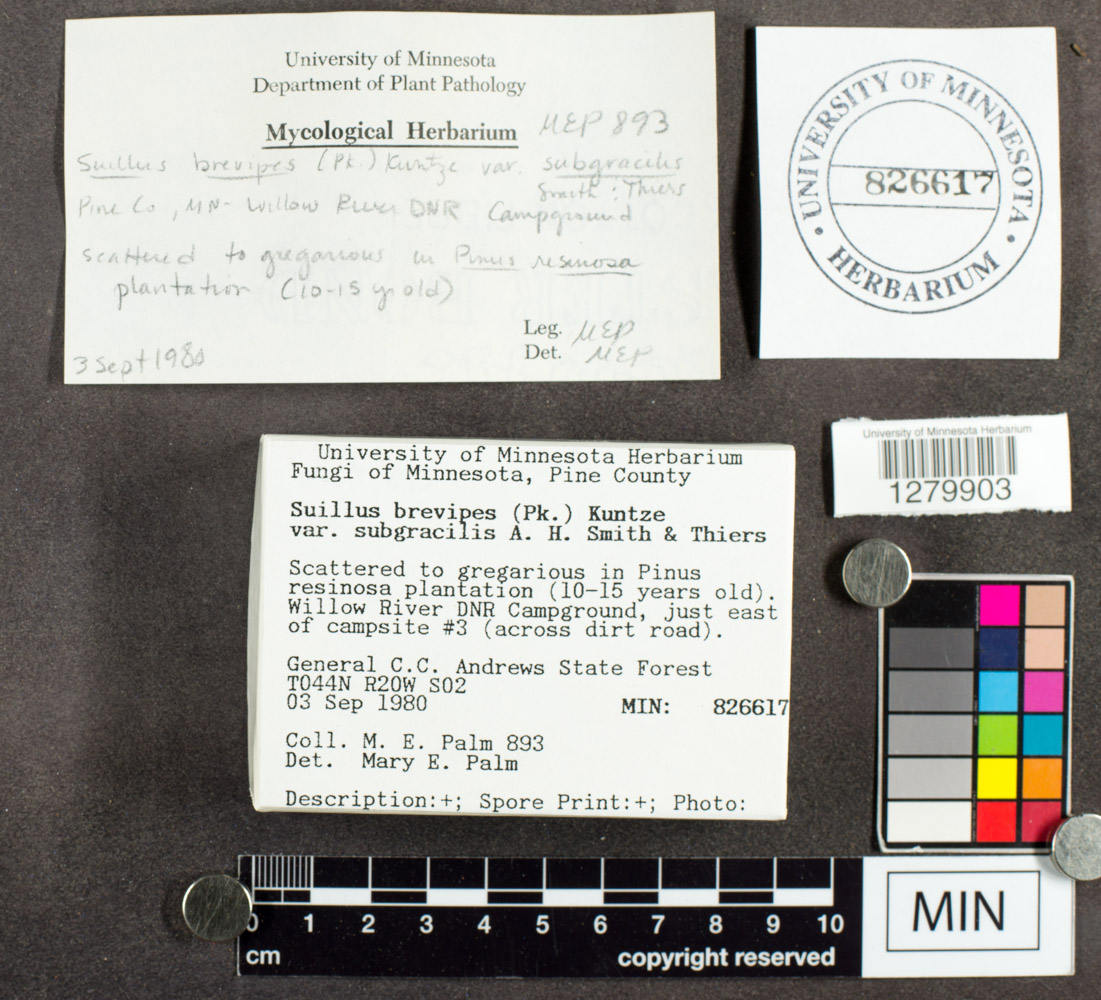 University of Minnesota
Department of Plant Pathology
Mycological Herbarium MEP 893
Suillus brevipes (Pk.) Kuntze var. subgracilis
Smith : Thiers
Pine Co, MN- Willow River DNR Campground
scattered to gregarious in Pinus resinosa
plantation (10-15 yr old)
Leg. MEP
Det. MEP
3 Sept 1980
UNIVERSITY OF MINNESOTA
826617
• HERBARIUM •
University of Minnesota Herbarium
1279903
University of Minnesota Herbarium
Fungi of Minnesota, Pine County
Suillus brevipes (Pk.) Kuntze
var. subgracilis A. H. Smith & Thiers
Scattered to gregarious in Pinus
resinosa plantation (10-15 years old).
Willow River DNR Campground, just east
of campsite #3 (across dirt road).
General C.C. Andrews State Forest
T044N R20W S02
03 Sep 1980 MIN: 826617
Coll. M. E. Palm 893
Det. Mary E. Palm
Description:+; Spore Print:+; Photo:
0 1 2 3 4 5 6 7 8 9 10
cm copyright reserved
MIN